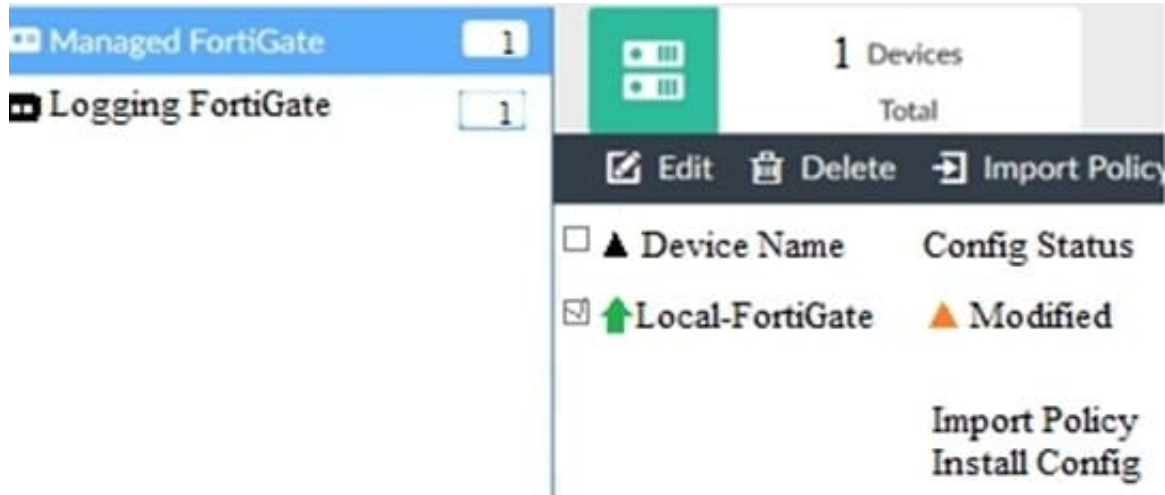 Managed FortiGate 1
Logging FortiGate 1
1 Devices
Total
Edit Delete Import Policy
Device Name Config Status
Local-FortiGate Modified
Import Policy
Install Config